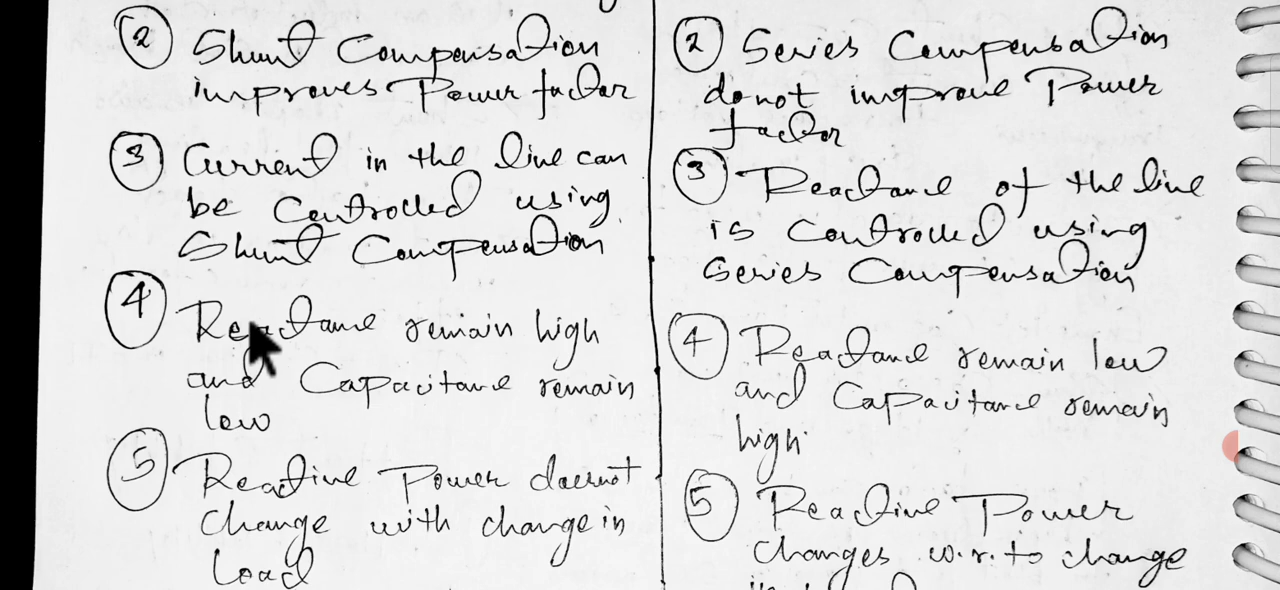 ② Shunt Compensation
improves Power factor
③ Current in the line can
be Controlled using
Shunt Compensation
④ Reactance remain high
and Capacitance remain
low
⑤ Reactive Power doesnot
change with change in
Load
② Series Compensation
do not improve Power
factor
③ Reactance of the line
is Controlled using
Series Compensation
④ Reactance remain low
and Capacitance remain
high.
⑤ Reactive Power
changes w.r. to change